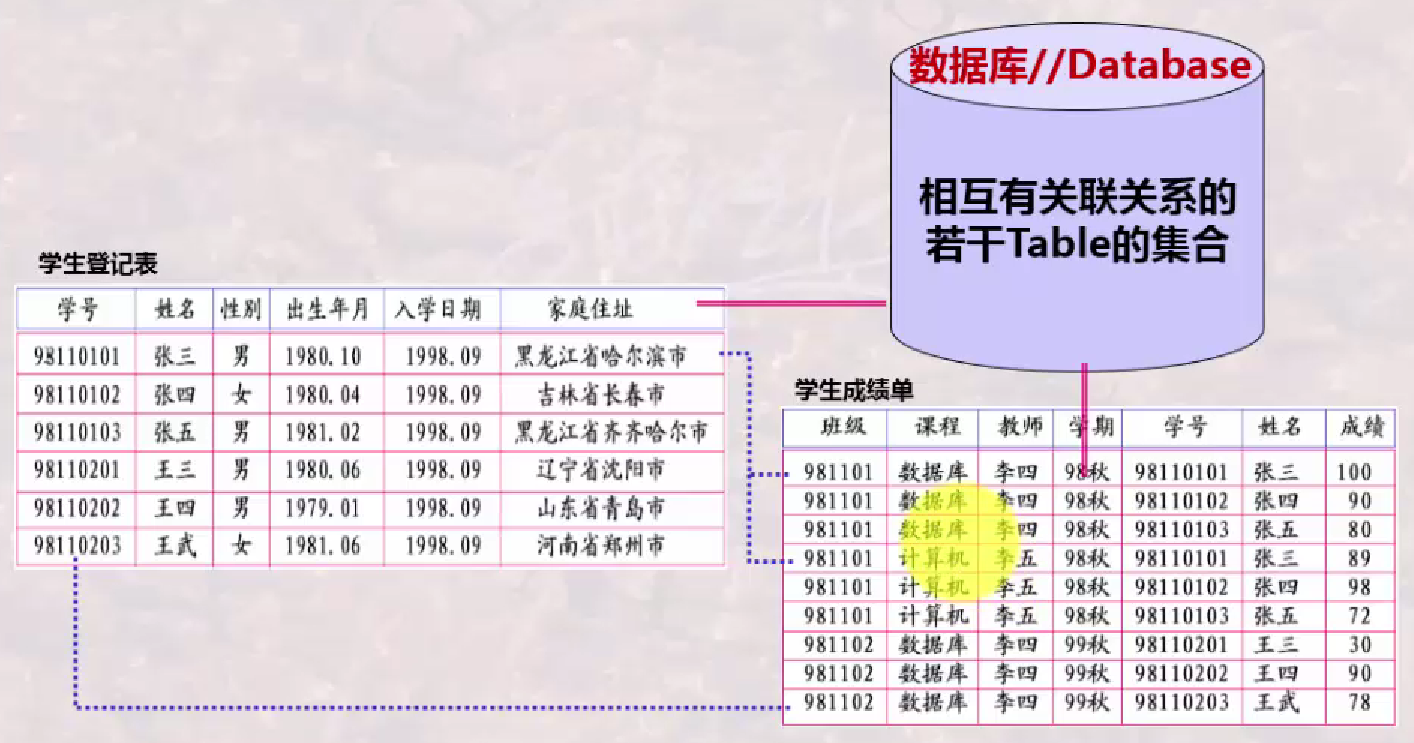 数据库//Database
相互有关联关系的
若干Table的集合
学生登记表
学号 姓名 性别 出生年月 入学日期 家庭住址
98110101 张三 男 1980.10 1998.09 黑龙江省哈尔滨市
98110102 张四 女 1980.04 1998.09 吉林省长春市
98110103 张五 男 1981.02 1998.09 黑龙江省齐齐哈尔市
98110201 王三 男 1980.06 1998.09 辽宁省沈阳市
98110202 王四 男 1979.01 1998.09 山东省青岛市
98110203 王武 女 1981.06 1998.09 河南省郑州市
学生成绩单
班级 课程 教师 学期 学号 姓名 成绩
981101 数据库 李四 98秋 98110101 张三 100
981101 数据库 李四 98秋 98110102 张四 90
981101 数据库 李四 98秋 98110103 张五 80
981101 计算机 李五 98秋 98110101 张三 89
981101 计算机 李五 98秋 98110102 张四 98
981101 计算机 李五 98秋 98110103 张五 72
981102 数据库 李四 99秋 98110201 王三 30
981102 数据库 李四 99秋 98110202 王四 90
981102 数据库 李四 99秋 98110203 王武 78